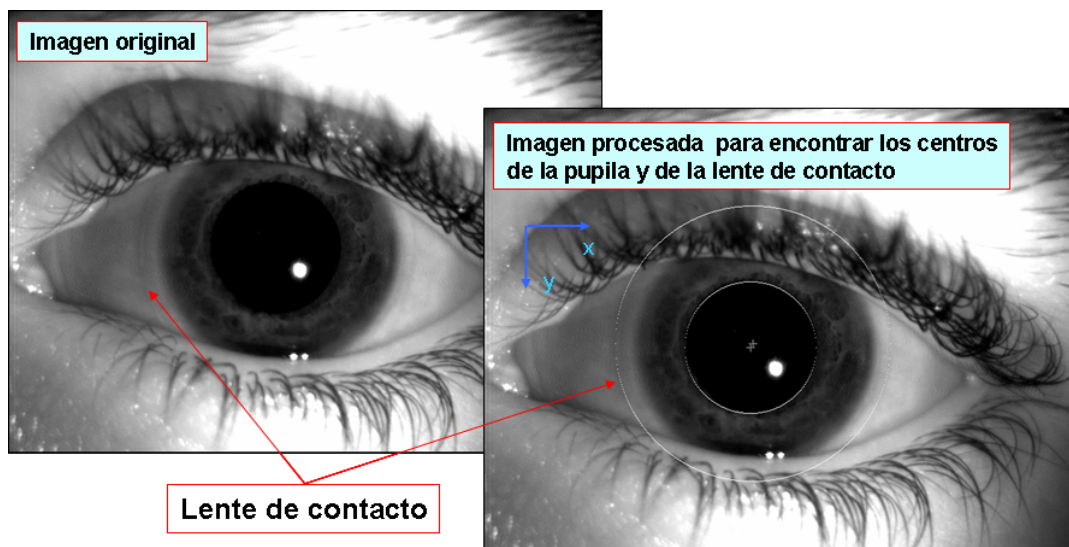 Imagen original
Imagen procesada para encontrar los centros
de la pupila y de la lente de contacto
x
y
Lente de contacto